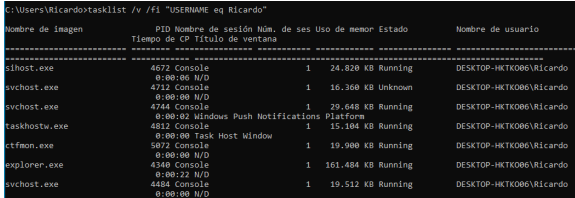 C:\Users\Ricardo>tasklist /v /fi "USERNAME eq Ricardo"
Nombre de imagen PID Nombre de sesión Núm. de ses Uso de memor Estado Nombre de usuario
Tiempo de CP Título de ventana
========================= ======== ================ =========== ============ =============== ==================================================
============ ========================================================================
sihost.exe 4672 Console 1 24.820 KB Running DESKTOP-HKTKO06\Ricardo
0:00:06 N/D
svchost.exe 4712 Console 1 16.360 KB Unknown DESKTOP-HKTKO06\Ricardo
0:00:00 N/D
svchost.exe 4744 Console 1 29.648 KB Running DESKTOP-HKTKO06\Ricardo
0:00:02 Windows Push Notifications Platform
taskhostw.exe 4812 Console 1 15.104 KB Running DESKTOP-HKTKO06\Ricardo
0:00:00 Task Host Window
ctfmon.exe 5072 Console 1 19.900 KB Running DESKTOP-HKTKO06\Ricardo
0:00:00 N/D
explorer.exe 4340 Console 1 161.484 KB Running DESKTOP-HKTKO06\Ricardo
0:00:22 N/D
svchost.exe 4484 Console 1 19.512 KB Running DESKTOP-HKTKO06\Ricardo
0:00:00 N/D